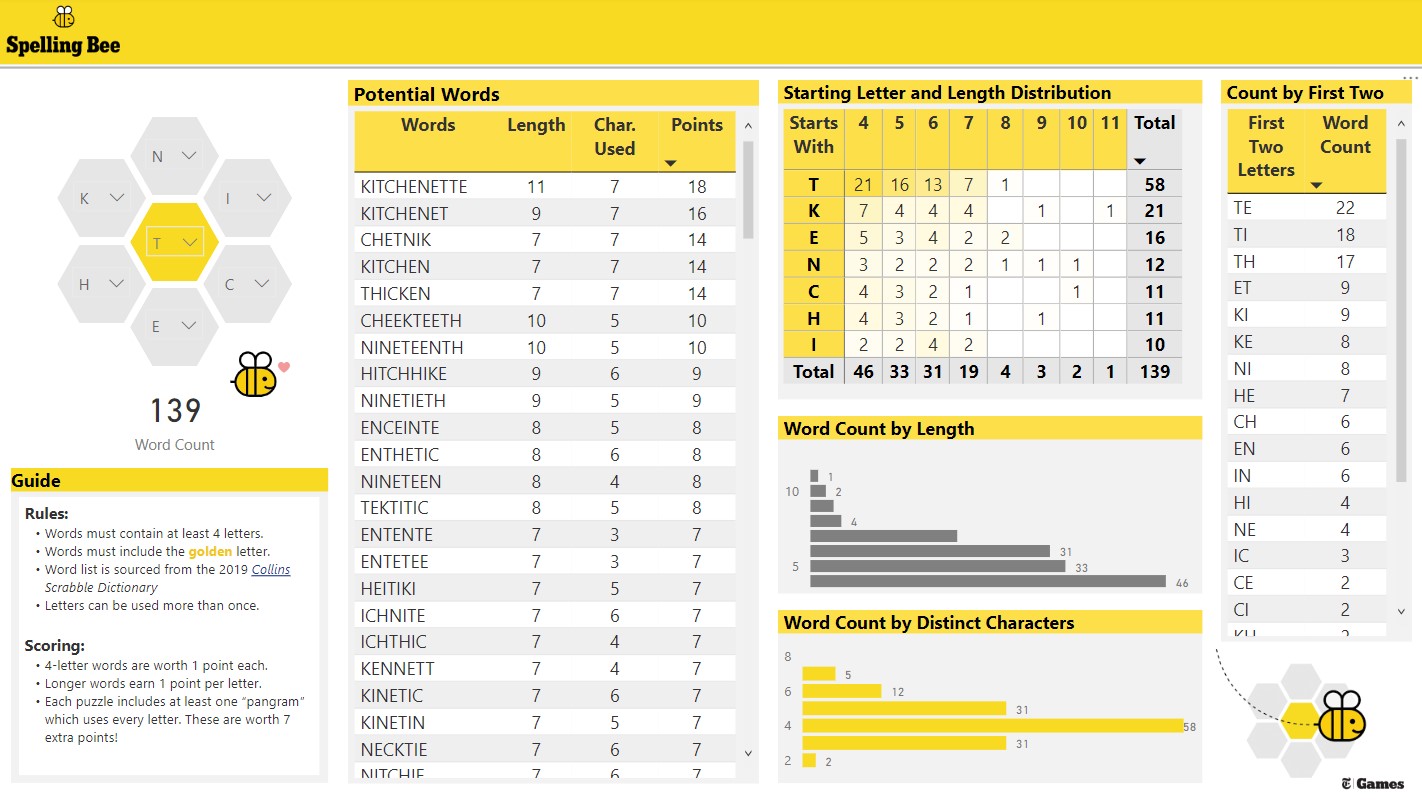 Spelling Bee
N
K
I
T
H
C
E
139
Word Count
Guide
Rules:
• Words must contain at least 4 letters.
• Words must include the golden letter.
• Word list is sourced from the 2019 Collins
Scrabble Dictionary
• Letters can be used more than once.
Scoring:
• 4-letter words are worth 1 point each.
• Longer words earn 1 point per letter.
• Each puzzle includes at least one “pangram”
which uses every letter. These are worth 7
extra points!
Potential Words
Words Length Char. Used Points
KITCHENETTE 11 7 18
KITCHENET 9 7 16
CHETNIK 7 7 14
KITCHEN 7 7 14
THICKEN 7 7 14
CHEEKTEETH 10 5 10
NINETEENTH 10 5 10
HITCHHIKE 9 6 9
NINETIETH 9 5 9
ENCEINTE 8 5 8
ENTHETIC 8 6 8
NINETEEN 8 4 8
TEKTITIC 8 5 8
ENTENTE 7 3 7
ENTETEE 7 3 7
HEITIKI 7 5 7
ICHNITE 7 6 7
ICHTHIC 7 4 7
KENNETT 7 4 7
KINETIC 7 6 7
KINETIN 7 5 7
NECKTIE 7 6 7
NITCHIE 7 6 7
Starting Letter and Length Distribution
Starts With 4 5 6 7 8 9 10 11 Total
T 21 16 13 7 1 58
K 7 4 4 4 1 1 21
E 5 3 4 2 2 16
N 3 2 2 2 1 1 1 12
C 4 3 2 1 1 11
H 4 3 2 1 1 11
I 2 2 4 2 10
Total 46 33 31 19 4 3 2 1 139
Word Count by Length
1
10 2
4
31
5 33
46
Word Count by Distinct Characters
8
5
6 12
31
4 58
31
2 2
Count by First Two
First Two Letters Word Count
TE 22
TI 18
TH 17
ET 9
KI 9
KE 8
NI 8
HE 7
CH 6
EN 6
IN 6
HI 4
NE 4
IC 3
CE 2
CI 2
KH 2
T Games